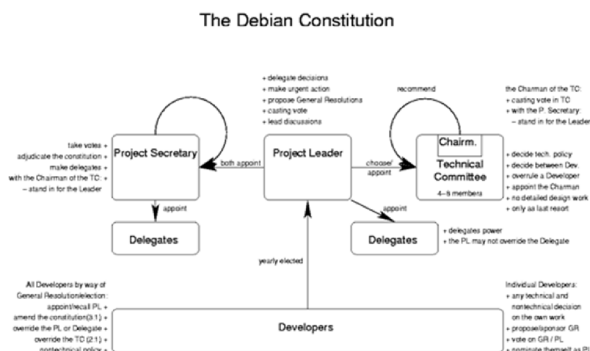 The Debian Constitution
+ delegate decisions
+ make urgent action
+ propose General Resolutions
+ casting vote
+ lead discussions
recommend
the Charman of the TC:
+ casting vote in TC
+ with the P. Secretary:
– stand in for the Leader
take votes +
adjudicate the constitution +
make delegates +
with the Chairman of the TC: +
– stand in for the Leader
Project Secretary
both appoint
Project Leader
choose/
appoint
Chairm.
Technical
Committee
4–8 members
+ decide tech. policy
+ decide between Dev.
+ overrule a Developer
+ appoint the Chairman
+ no detailed design work
+ only as last resort
appoint
Delegates
appoint
Delegates
+ delegates power
+ the PL may not override the Delegate
yearly elected
All Developers by way of
General Resolution/election:
appoint/recall PL +
amend the constitution(3:1) +
override the PL or Delegate +
override the TC (2:1) +
nontechnical policy +
Developers
Individual Developers:
+ any technical and
nontechnical decision
on the own work
+ propose/sponsor GR
+ vote on GR / PL
+ nominate themself as PL